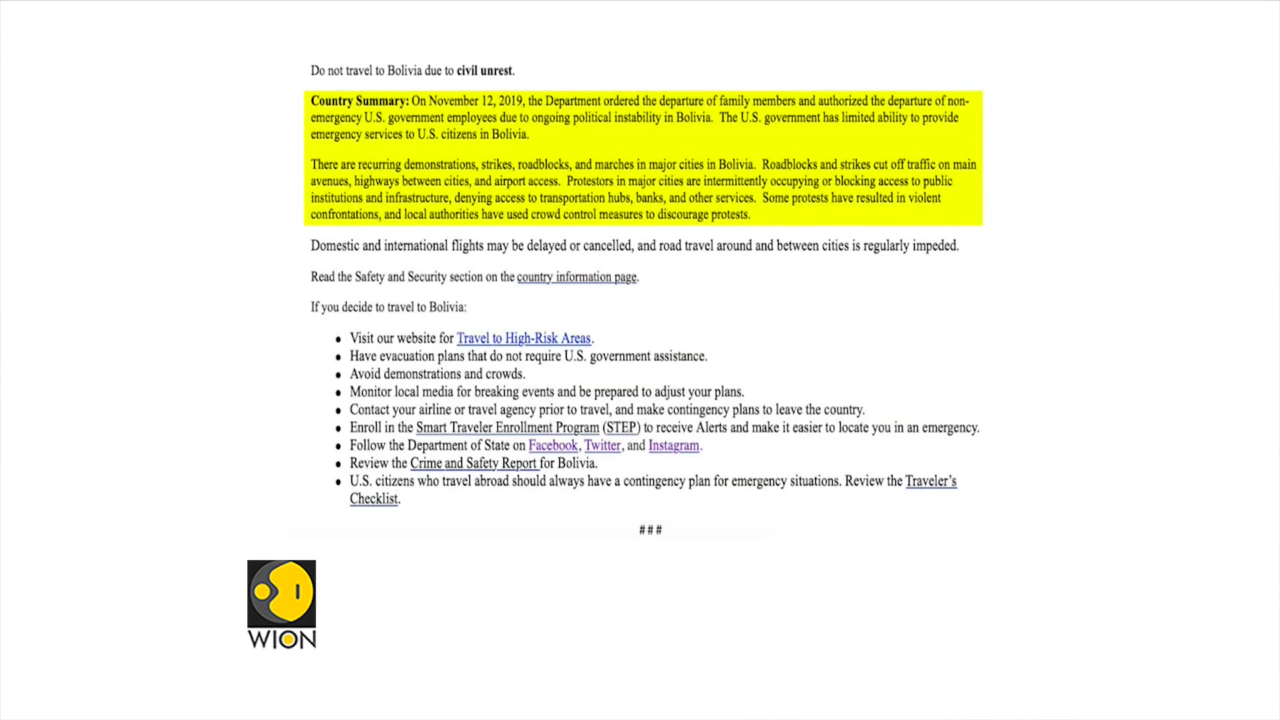 Do not travel to Bolivia due to civil unrest.
Country Summary: On November 12, 2019, the Department ordered the departure of family members and authorized the departure of non-
emergency U.S. government employees due to ongoing political instability in Bolivia. The U.S. government has limited ability to provide
emergency services to U.S. citizens in Bolivia.
There are recurring demonstrations, strikes, roadblocks, and marches in major cities in Bolivia. Roadblocks and strikes cut off traffic on main
avenues, highways between cities, and airport access. Protestors in major cities are intermittently occupying or blocking access to public
institutions and infrastructure, denying access to transportation hubs, banks, and other services. Some protests have resulted in violent
confrontations, and local authorities have used crowd control measures to discourage protests.
Domestic and international flights may be delayed or cancelled, and road travel around and between cities is regularly impeded.
Read the Safety and Security section on the country information page.
If you decide to travel to Bolivia:
• Visit our website for Travel to High-Risk Areas.
• Have evacuation plans that do not require U.S. government assistance.
• Avoid demonstrations and crowds.
• Monitor local media for breaking events and be prepared to adjust your plans.
• Contact your airline or travel agency prior to travel, and make contingency plans to leave the country.
• Enroll in the Smart Traveler Enrollment Program (STEP) to receive Alerts and make it easier to locate you in an emergency.
• Follow the Department of State on Facebook, Twitter, and Instagram.
• Review the Crime and Safety Report for Bolivia.
• U.S. citizens who travel abroad should always have a contingency plan for emergency situations. Review the Traveler's
Checklist.
###
WION